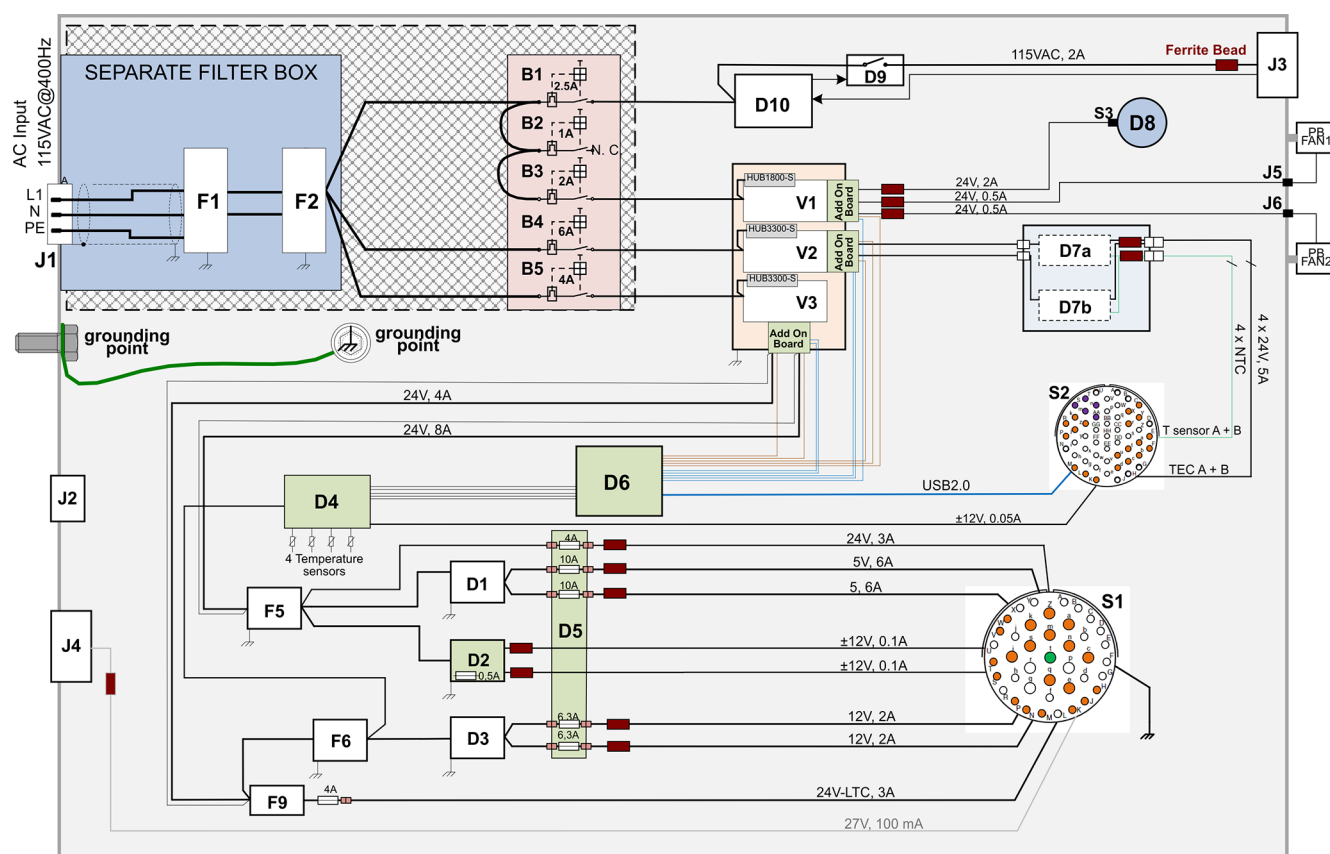 AC Input
115VAC@400Hz
SEPARATE FILTER BOX
A
L1
N
PE
J1
F1
F2
B1
2.5A
B2
1A
N. C
B3
2A
B4
6A
B5
4A
D10
D9
115VAC, 2A
Ferrite Bead
J3
S3
D8
PB
FAN1
J5
J6
PB
FAN2
HUB1800-S
V1
Add On
Board
24V, 2A
24V, 0.5A
24V, 0.5A
HUB3300-S
V2
Add On
Board
HUB3300-S
V3
Add On
Board
D7a
D7b
4 x NTC
4 x 24V, 5A
grounding
point
grounding
point
24V, 4A
24V, 8A
S2
T sensor A + B
TEC A + B
J2
D4
D6
USB2.0
±12V, 0.05A
4 Temperature
sensors
4A
24V, 3A
10A
5V, 6A
10A
5, 6A
D1
F5
D5
S1
J4
D2
0.5A
±12V, 0.1A
±12V, 0.1A
F6
D3
6,3A
12V, 2A
6,3A
12V, 2A
F9
4A
24V-LTC, 3A
27V, 100 mA